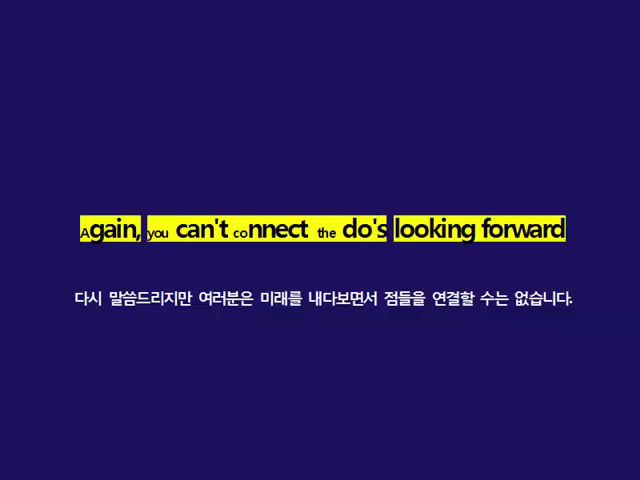 Again, you can't connect the do's looking forward
다시 말씀드리지만 여러분은 미래를 내다보면서 점들을 연결할 수는 없습니다.